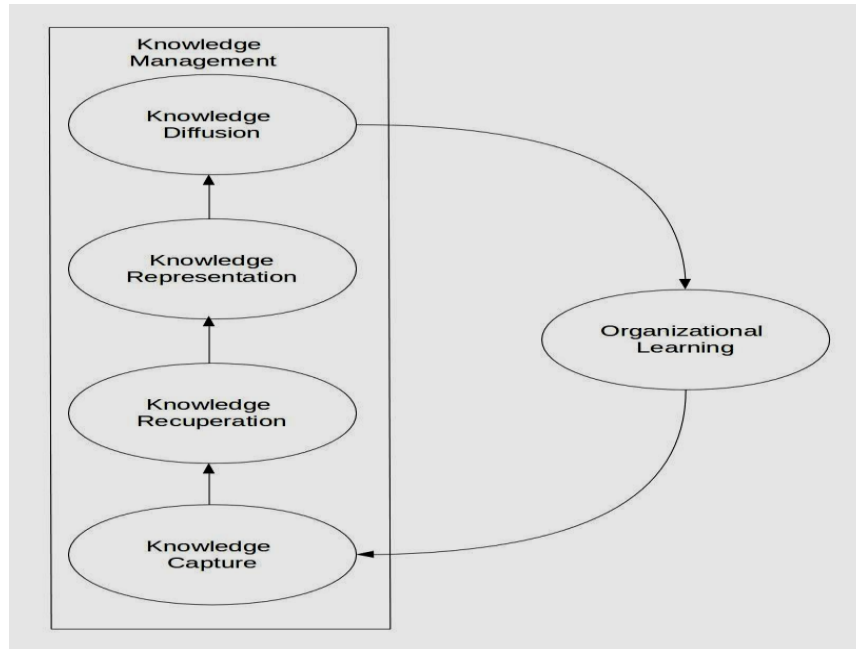 Knowledge
Management
Knowledge
Diffusion
Knowledge
Representation
Organizational
Learning
Knowledge
Recuperation
Knowledge
Capture